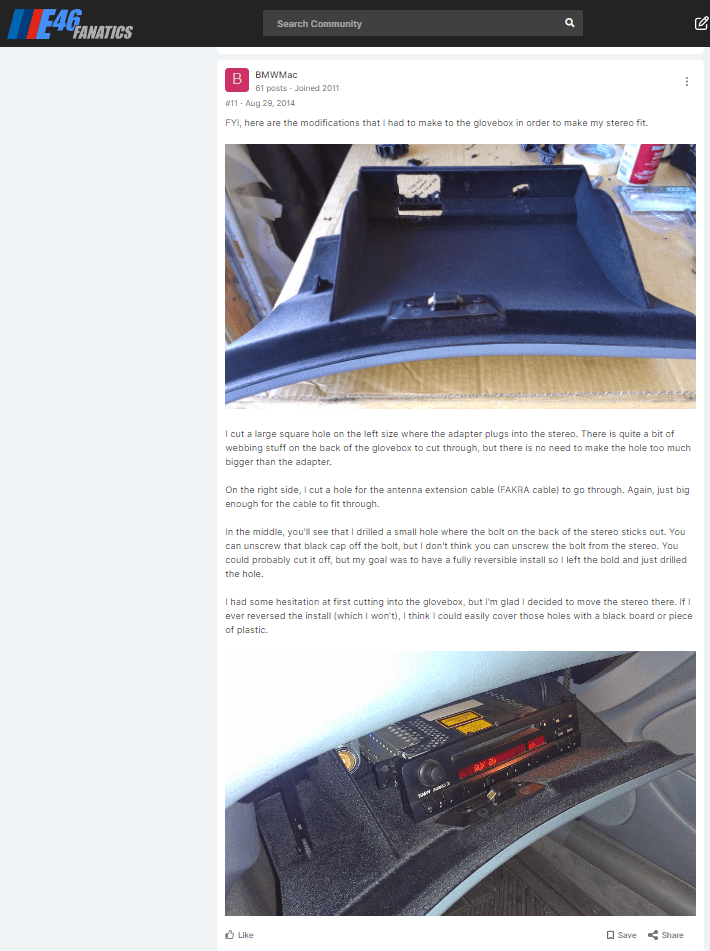 E46
FANATICS
Search Community
B
BMWMac
61 posts · Joined 2011
#11 · Aug 29, 2014
FYI, here are the modifications that I had to make to the glovebox in order to make my stereo fit.
I cut a large square hole on the left size where the adapter plugs into the stereo. There is quite a bit of
webbing stuff on the back of the glovebox to cut through, but there is no need to make the hole too much
bigger than the adapter.
On the right side, I cut a hole for the antenna extension cable (FAKRA cable) to go through. Again, just big
enough for the cable to fit through.
In the middle, you'll see that I drilled a small hole where the bolt on the back of the stereo sticks out. You
can unscrew that black cap off the bolt, but I don't think you can unscrew the bolt from the stereo. You
could probably cut it off, but my goal was to have a fully reversible install so I left the bold and just drilled
the hole.
I had some hesitation at first cutting into the glovebox, but I'm glad I decided to move the stereo there. If I
ever reversed the install (which I won't), I think I could easily cover those holes with a black board or piece
of plastic.
Like
Save
Share